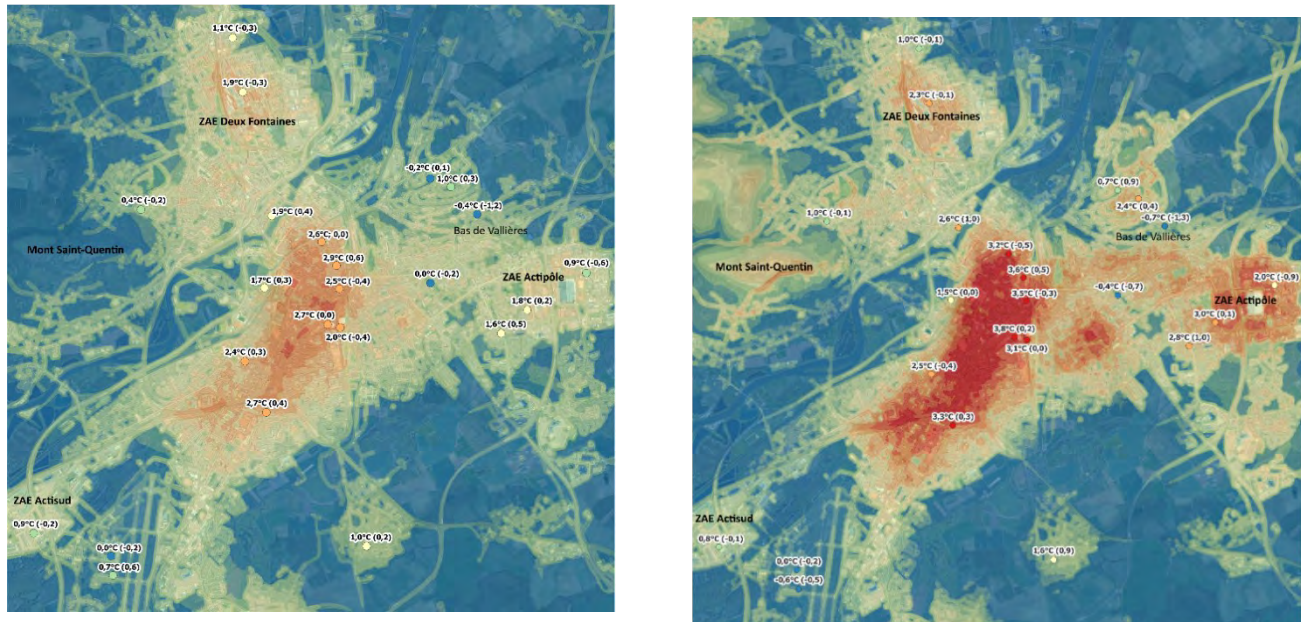 1,1°C (-0,3)
1,9°C (-0,3)
ZAE Deux Fontaines
-0,2°C (0,1)
1,0°C (0,3)
0,4°C (-0,2)
-0,4°C (-1,2)
1,9°C (0,4)
Bas de Vallières
2,6°C; 0,0)
Mont Saint-Quentin
2,9°C (0,6)
0,9°C (-0,6)
ZAE Actipôle
0,0°C (-0,2)
1,7°C (0,3)
2,5°C (-0,4)
1,8°C (0,2)
2,7°C (0,0)
1,6°C (0,5)
2,0°C (-0,4)
2,4°C (0,3)
2,7°C (0,4)
ZAE Actisud
0,9°C (-0,2)
0,0°C (-0,2)
1,0°C (0,2)
0,7°C (0,6)
1,0°C (-0,1)
2,3°C (-0,1)
ZAE Deux Fontaines
0,7°C (0,9)
2,4°C (0,4)
1,0°C (-0,1)
-0,7°C (-1,3)
2,6°C (1,0)
Bas de Vallières
3,2°C (-0,5)
Mont Saint-Quentin
3,6°C (0,5)
2,0°C (-0,9)
1,5°C (0,0)
3,5°C (-0,3)
-0,4°C (-0,7)
ZAE Actipôle
3,0°C (0,1)
3,8°C (0,2)
2,8°C (1,0)
3,1°C (0,0)
2,5°C (-0,4)
3,3°C (0,3)
ZAE Actisud
0,8°C (-0,1)
1,6°C (0,9)
0,0°C (-0,2)
-0,6°C (-0,5)